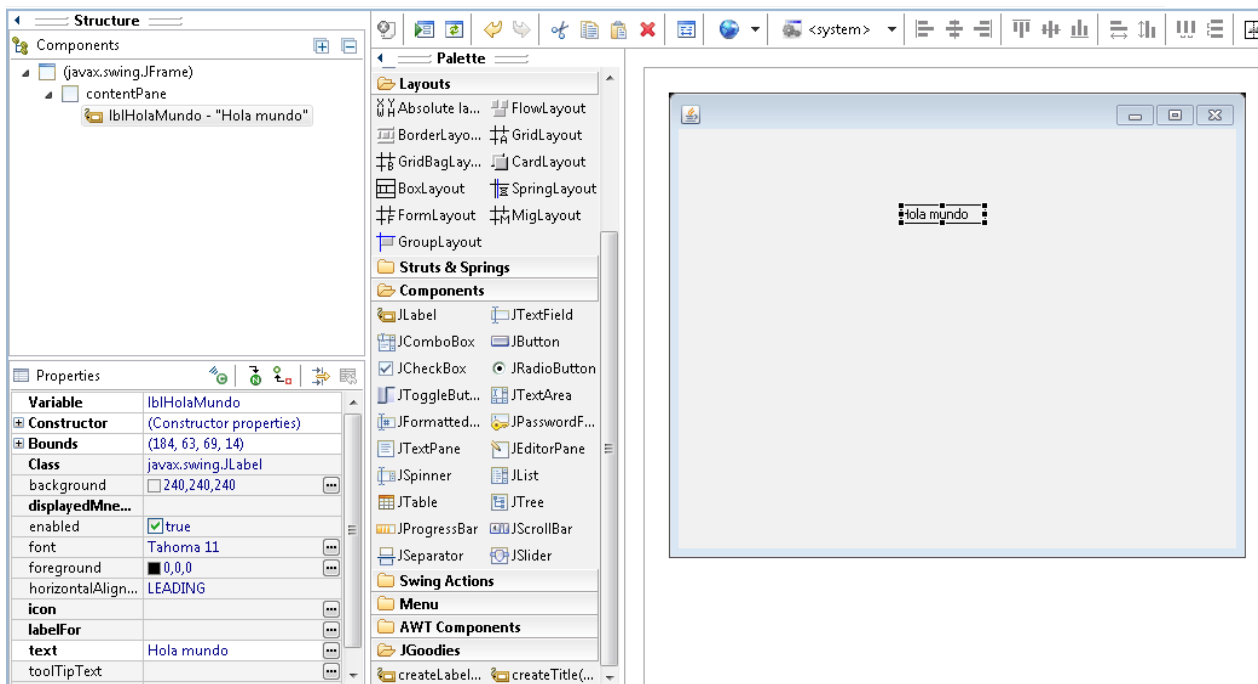 Structure
Components
(javax.swing.JFrame)
contentPane
lblHolaMundo - "Hola mundo"
Properties
Variable lblHolaMundo
Constructor (Constructor properties)
Bounds (184, 63, 69, 14)
Class javax.swing.JLabel
background 240,240,240
displayedMne...
enabled true
font Tahoma 11
foreground 0,0,0
horizontalAlign... LEADING
icon
labelFor
text Hola mundo
toolTipText
<system>
Palette
Layouts
Absolute la... FlowLayout
BorderLayo... GridLayout
GridBagLay... CardLayout
BoxLayout SpringLayout
FormLayout MigLayout
GroupLayout
Struts & Springs
Components
JLabel JTextField
JComboBox JButton
JCheckBox JRadioButton
JToggleBut... JTextArea
JFormatted... JPasswordF...
JTextPane JEditorPane
JSpinner JList
JTable JTree
JProgressBar JScrollBar
JSeparator JSlider
Swing Actions
Menu
AWT Components
JGoodies
createLabel... createTitle(...
Hola mundo